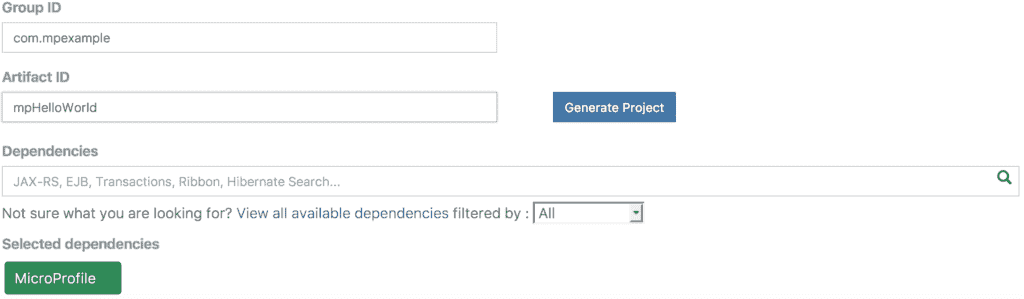 Group ID
com.mpexample
Artifact ID
mpHelloWorld
Generate Project
Dependencies
JAX-RS, EJB, Transactions, Ribbon, Hibernate Search...
Not sure what you are looking for? View all available dependencies filtered by : All
Selected dependencies
MicroProfile